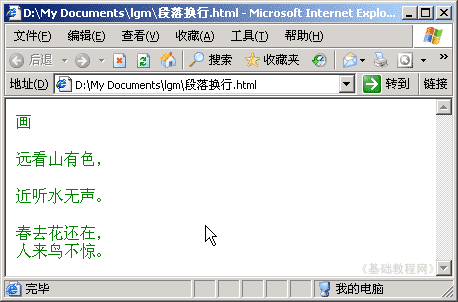 D:\My Documents\lgm\段落换行.html - Microsoft Internet Explo...
文件(F) 编辑(E) 查看(V) 收藏(A) 工具(T) 帮助(H)
后退 搜索 收藏夹 »
地址(D) D:\My Documents\lgm\段落换行.html 转到 链接
画
远看山有色，
近听水无声。
春去花还在，
人来鸟不惊。
《基础教程网》
完毕 我的电脑